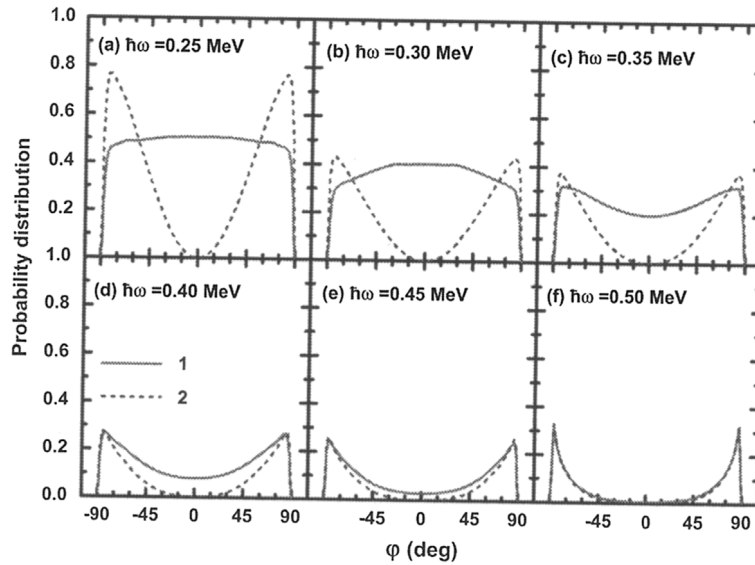 1.0
(a) ħω =0.25 MeV
(b) ħω =0.30 MeV
(c) ħω =0.35 MeV
0.8
0.6
0.4
0.2
1.0
(d) ħω =0.40 MeV
(e) ħω =0.45 MeV
(f) ħω =0.50 MeV
0.8
0.6
1
0.4
2
0.2
0.0
-90 -45 0 45 90 -45 0 45 90 -45 0 45 90
φ (deg)
Probability distribution